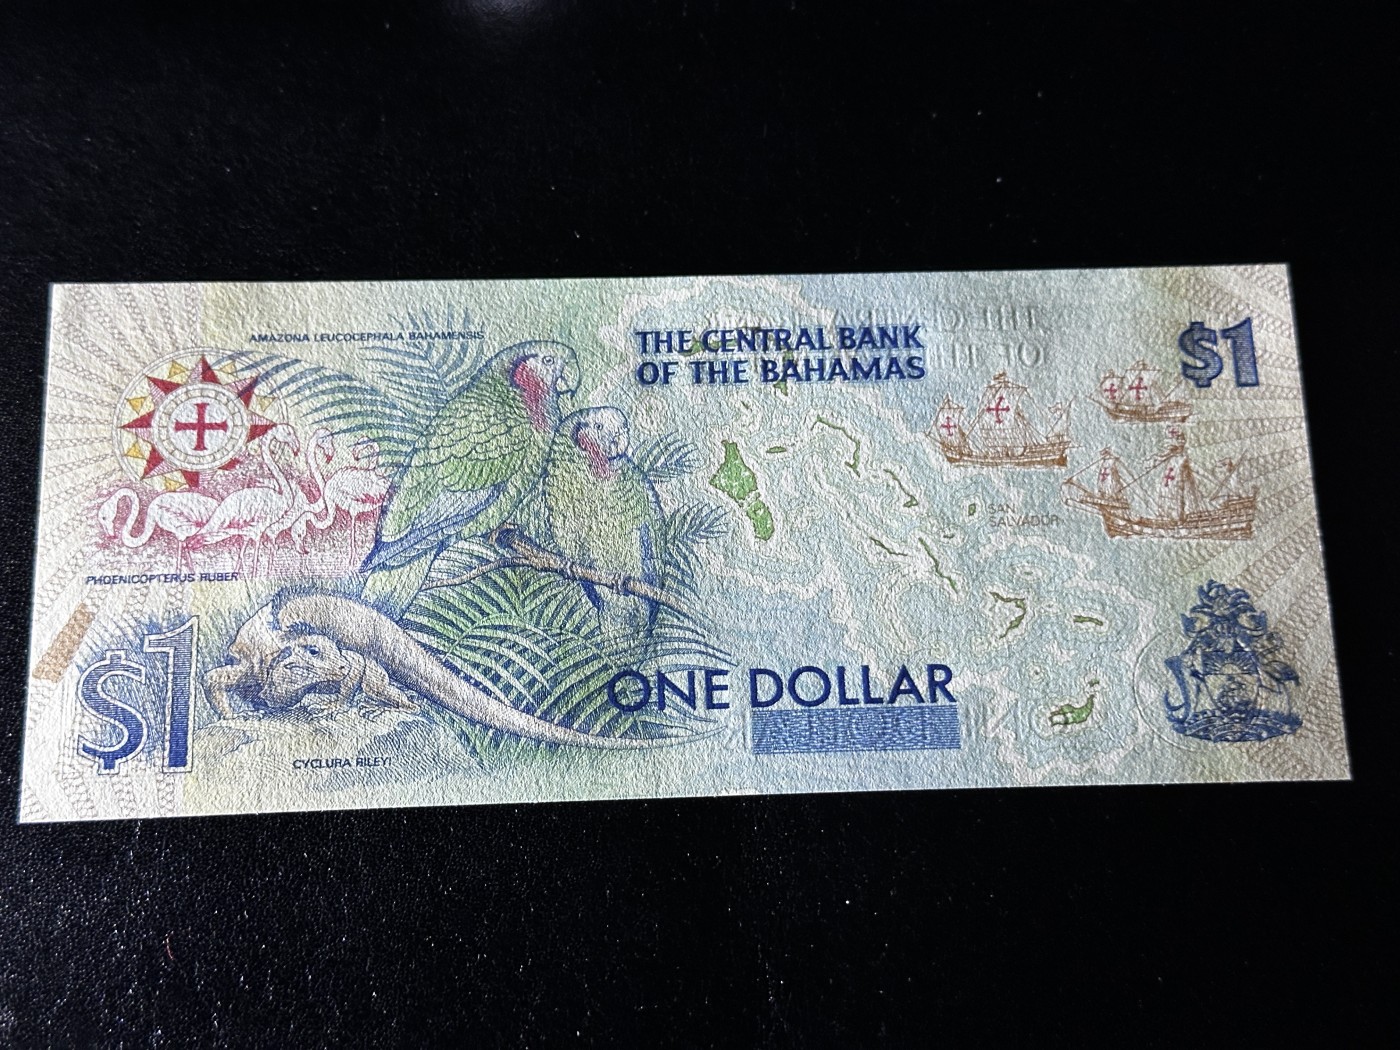 AMAZONA LEUCOCEPHALA BAHAMENSIS
THE CENTRAL BANK
OF THE BAHAMAS
$1
SAN
SALVADOR
PHOENICOPTERUS RUBER
$1
ONE DOLLAR
CYCLURA RILEYI